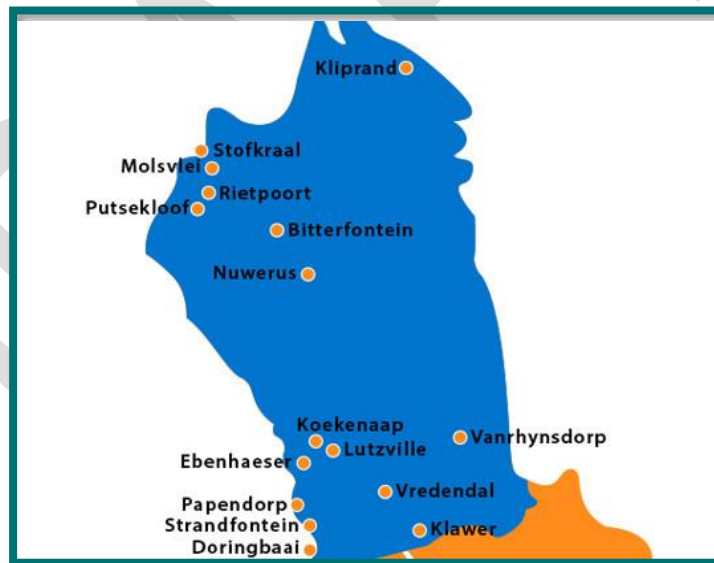 Kliprand
Stofkraal
Molsvlei
Rietpoort
Putsekloof
Bitterfontein
Nuwerus
Koekenaap
Vanrhynsdorp
Lutzville
Ebenhaeser
Vredendal
Papendorp
Strandfontein
Klawer
Doringbaai